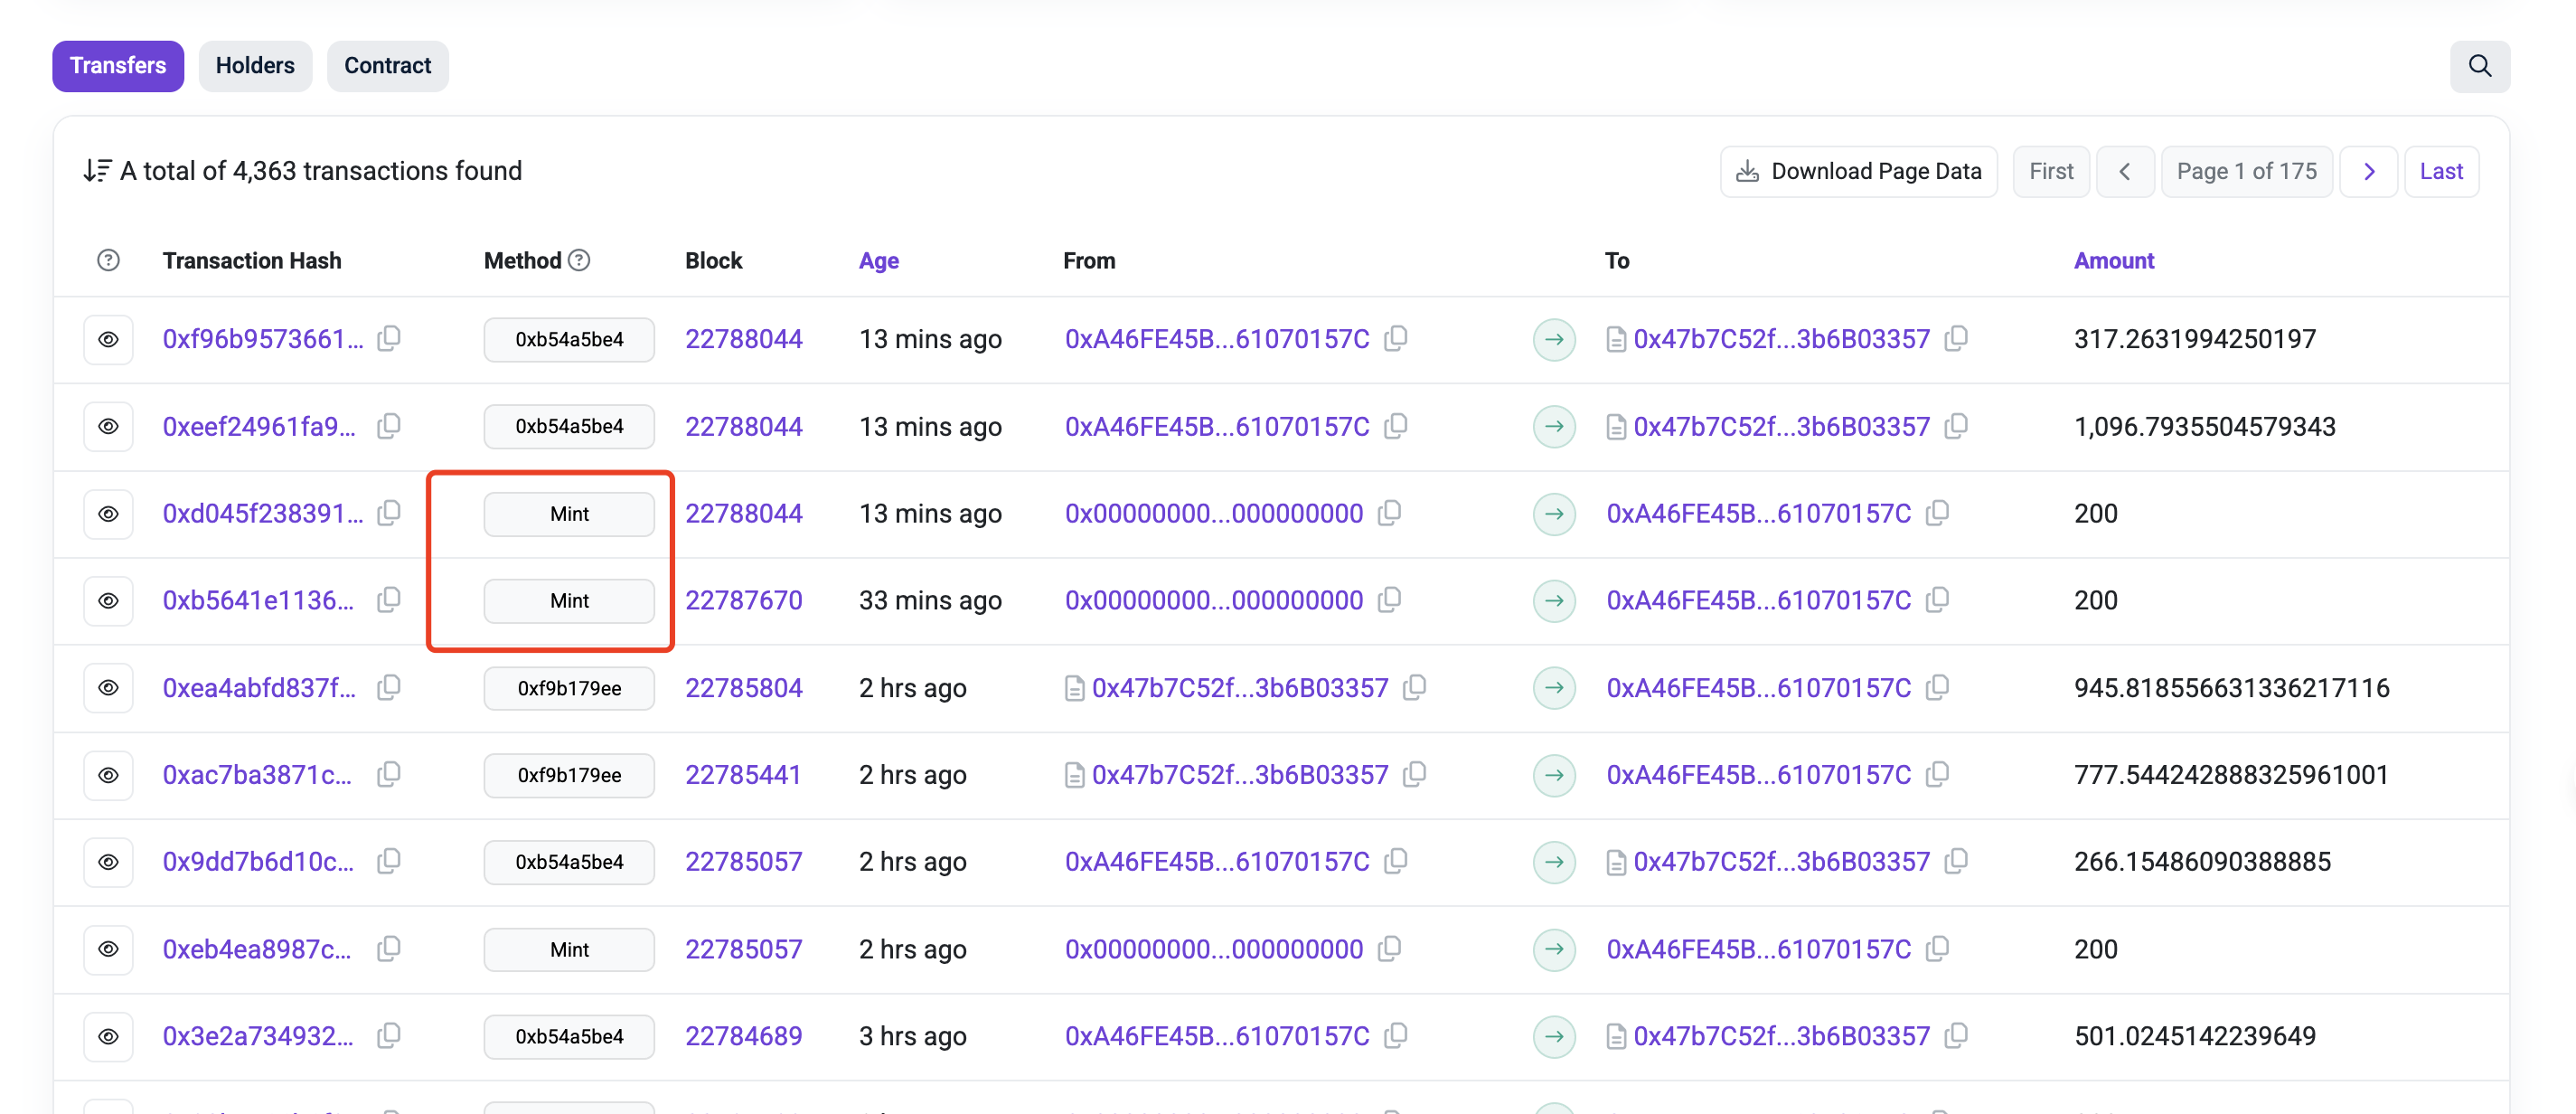 Transfers Holders Contract
A total of 4,363 transactions found Download Page Data First Page 1 of 175 Last
Transaction Hash Method Block Age From To Amount
0xf96b9573661... 0xb54a5be4 22788044 13 mins ago 0xA46FE45B...61070157C 0x47b7C52f...3b6B03357 317.2631994250197
0xeef24961fa9... 0xb54a5be4 22788044 13 mins ago 0xA46FE45B...61070157C 0x47b7C52f...3b6B03357 1,096.7935504579343
0xd045f238391... Mint 22788044 13 mins ago 0x00000000...000000000 0xA46FE45B...61070157C 200
0xb5641e1136... Mint 22787670 33 mins ago 0x00000000...000000000 0xA46FE45B...61070157C 200
0xea4abfd837f... 0xf9b179ee 22785804 2 hrs ago 0x47b7C52f...3b6B03357 0xA46FE45B...61070157C 945.818556631336217116
0xac7ba3871c... 0xf9b179ee 22785441 2 hrs ago 0x47b7C52f...3b6B03357 0xA46FE45B...61070157C 777.544242888325961001
0x9dd7b6d10c... 0xb54a5be4 22785057 2 hrs ago 0xA46FE45B...61070157C 0x47b7C52f...3b6B03357 266.15486090388885
0xeb4ea8987c... Mint 22785057 2 hrs ago 0x00000000...000000000 0xA46FE45B...61070157C 200
0x3e2a734932... 0xb54a5be4 22784689 3 hrs ago 0xA46FE45B...61070157C 0x47b7C52f...3b6B03357 501.0245142239649